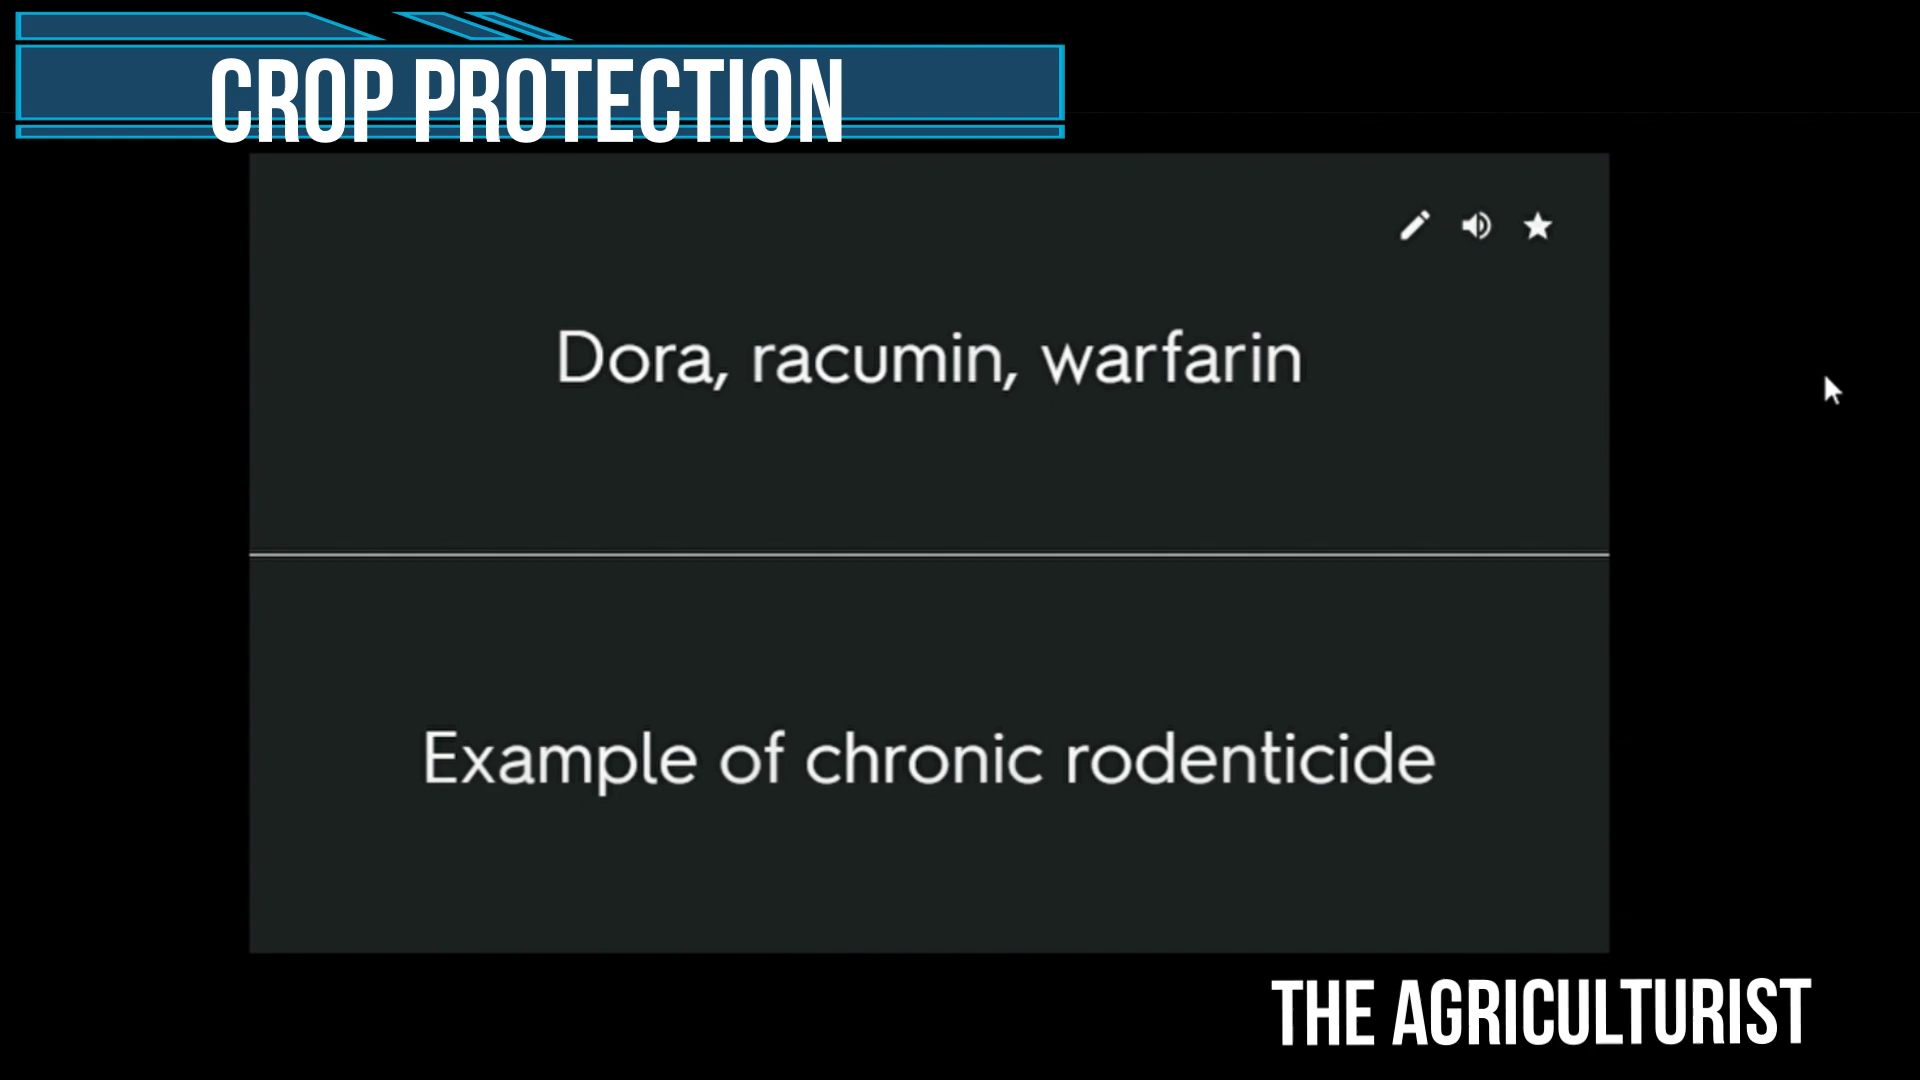 CROP PROTECTION
Dora, racumin, warfarin
Example of chronic rodenticide
THE AGRICULTURIST